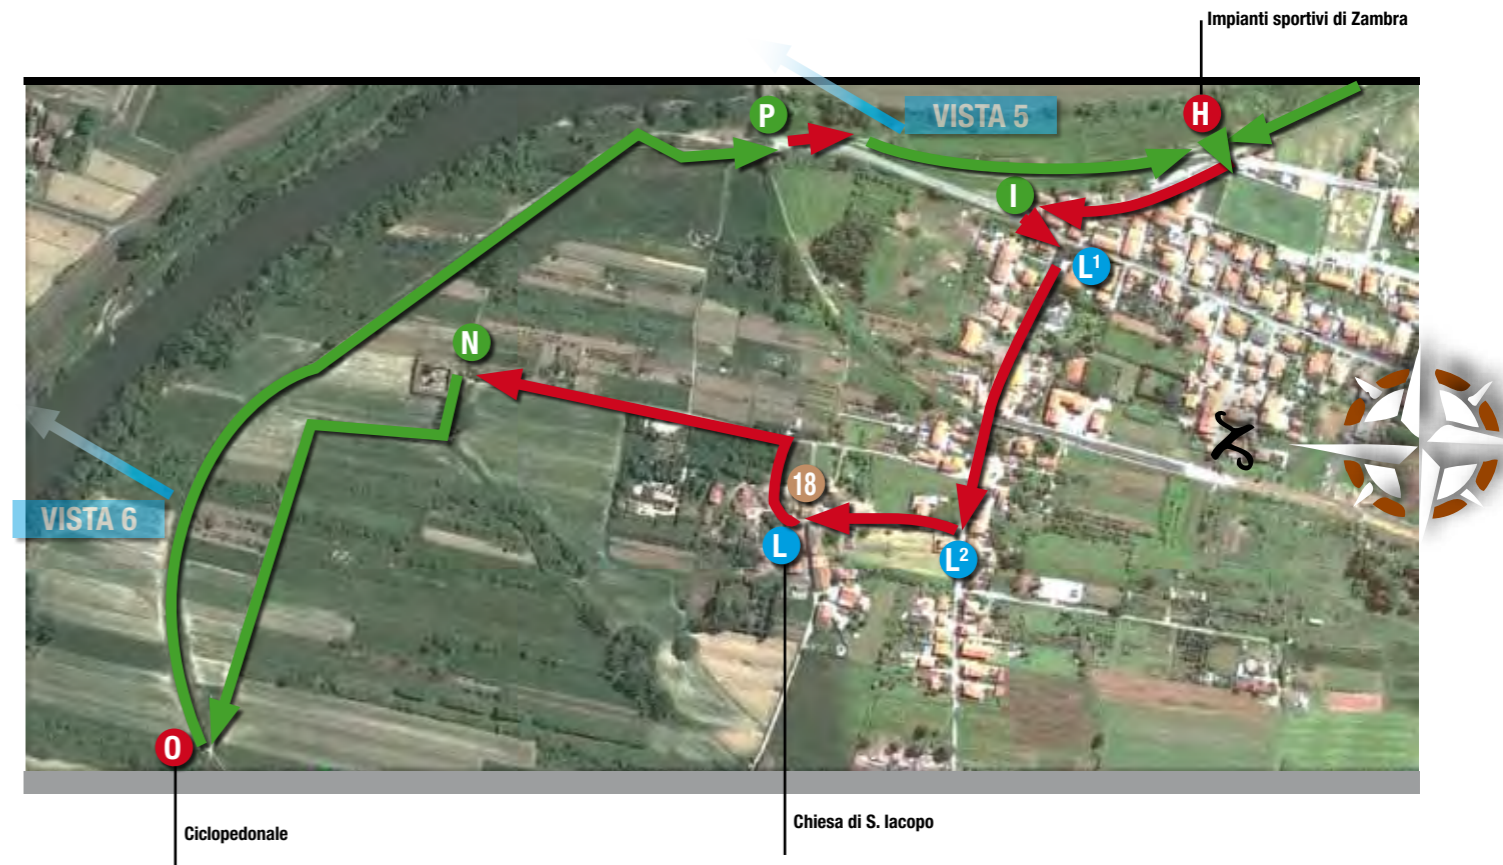 Impianti sportivi di Zambra
P
VISTA 5
H
I
L1
N
18
VISTA 6
L
L2
O
Chiesa di S. Iacopo
Ciclopedonale